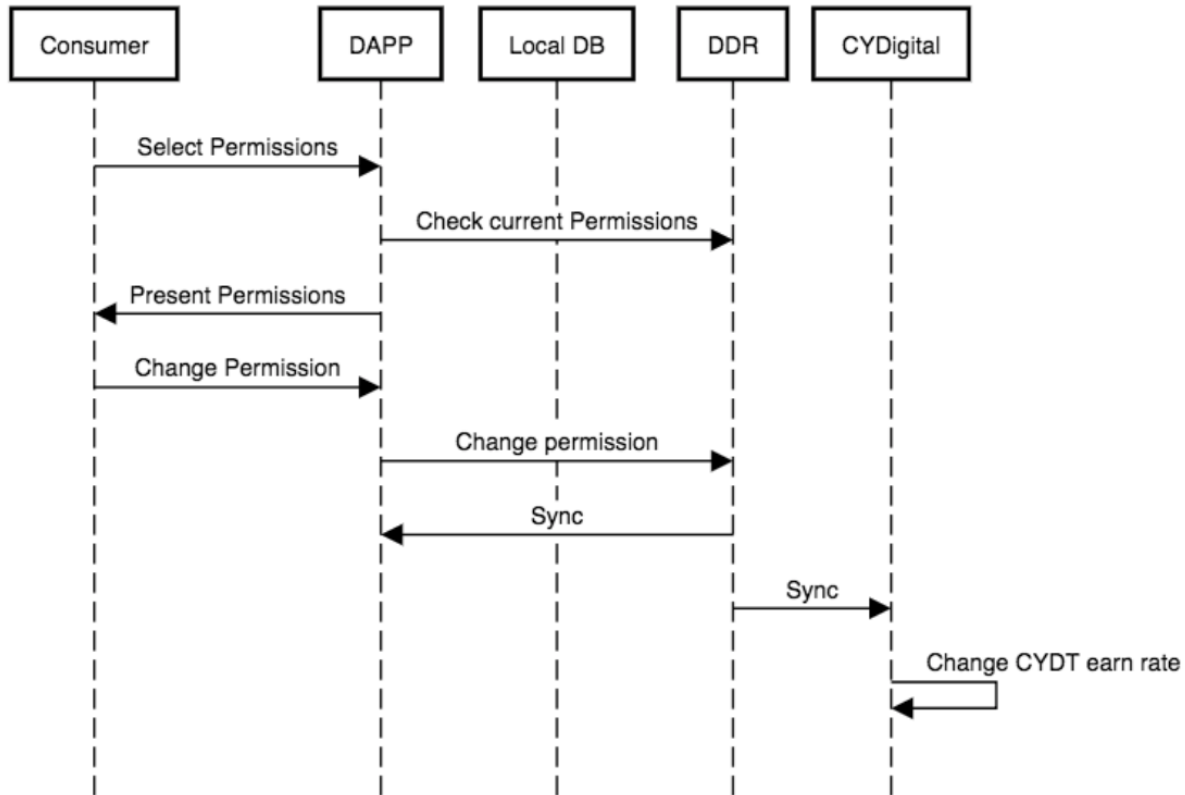 Consumer
DAPP
Local DB
DDR
CYDigital
Select Permissions
Check current Permissions
Present Permissions
Change Permission
Change permission
Sync
Sync
Change CYDT earn rate